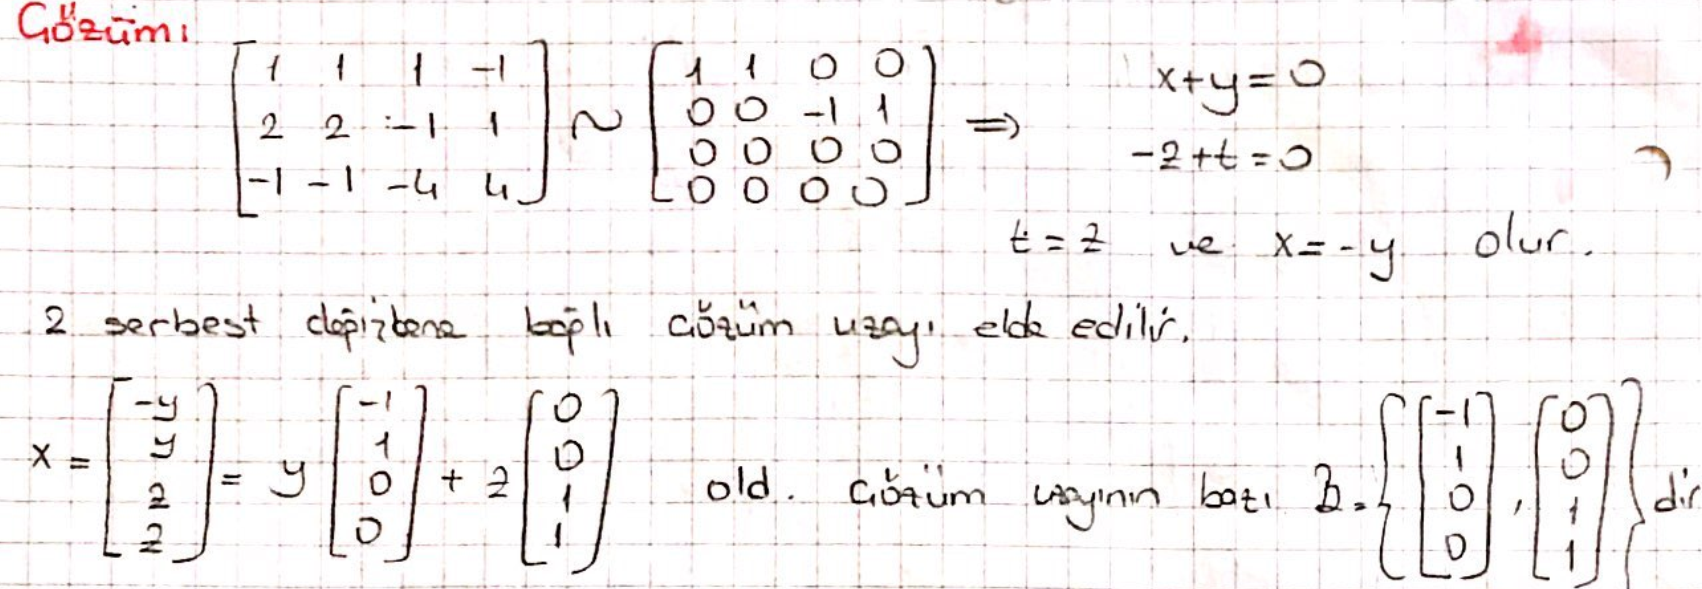 Çözüm:
[1 1 1 -1; 2 2 -1 1; -1 -1 -4 4] ~ [1 1 0 0; 0 0 -1 1; 0 0 0 0; 0 0 0 0] ⇒ x+y=0
-z+t=0
t=z ve x=-y olur.
2 serbest değişkene bağlı çözüm uzayı elde edilir.
x = [-y; y; z; z] = y [-1; 1; 0; 0] + z [0; 0; 1; 1] old. çözüm uzayının bazı B={[-1; 1; 0; 0], [0; 0; 1; 1]} dir